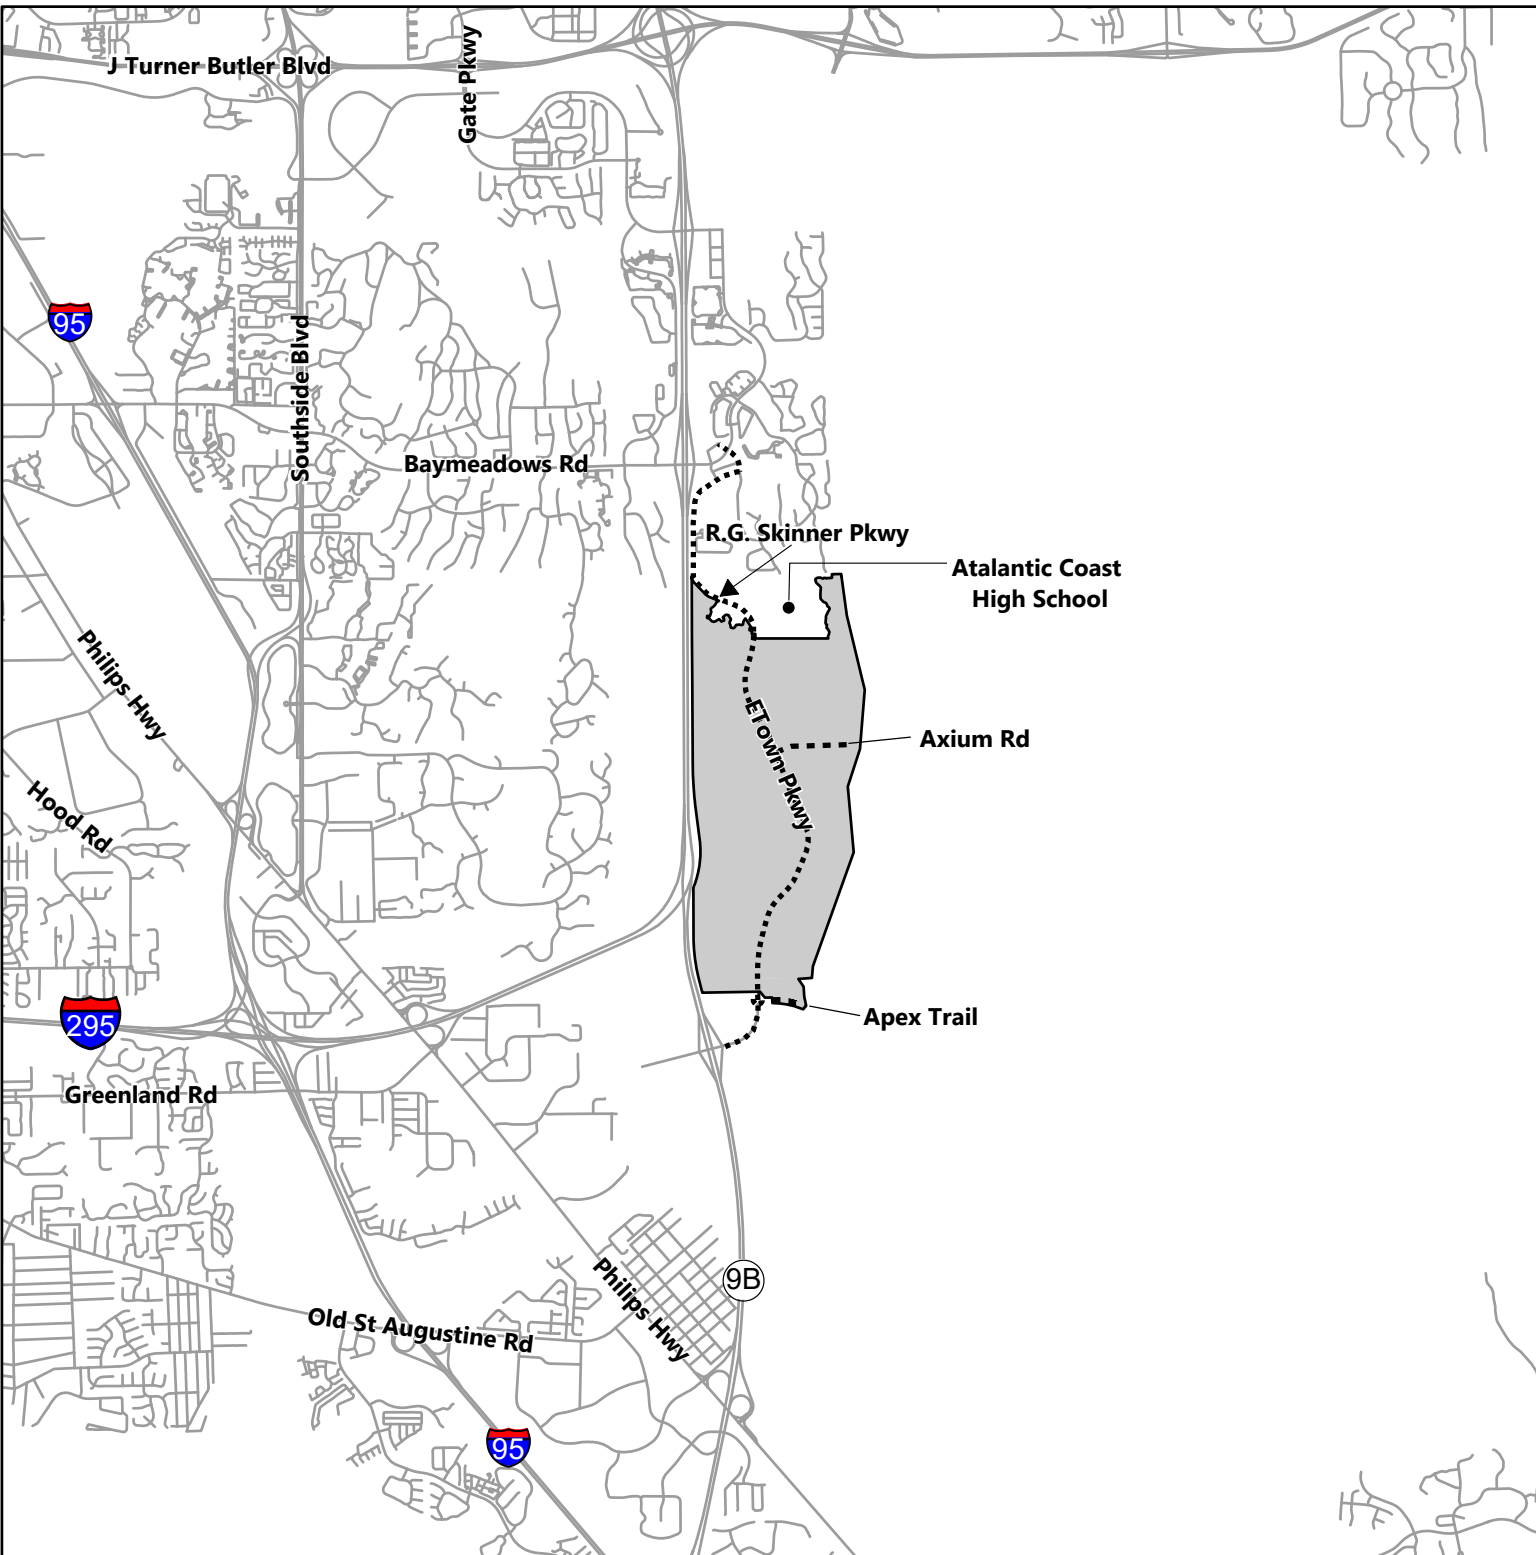 J Turner Butler Blvd
Gate Pkwy
95
Southside Blvd
Baymeadows Rd
R.G. Skinner Pkwy
Atalantic Coast
High School
Philips Hwy
ETown Pkwy
Axium Rd
Hood Rd
295
Apex Trail
Greenland Rd
9B
Philips Hwy
Old St Augustine Rd
95